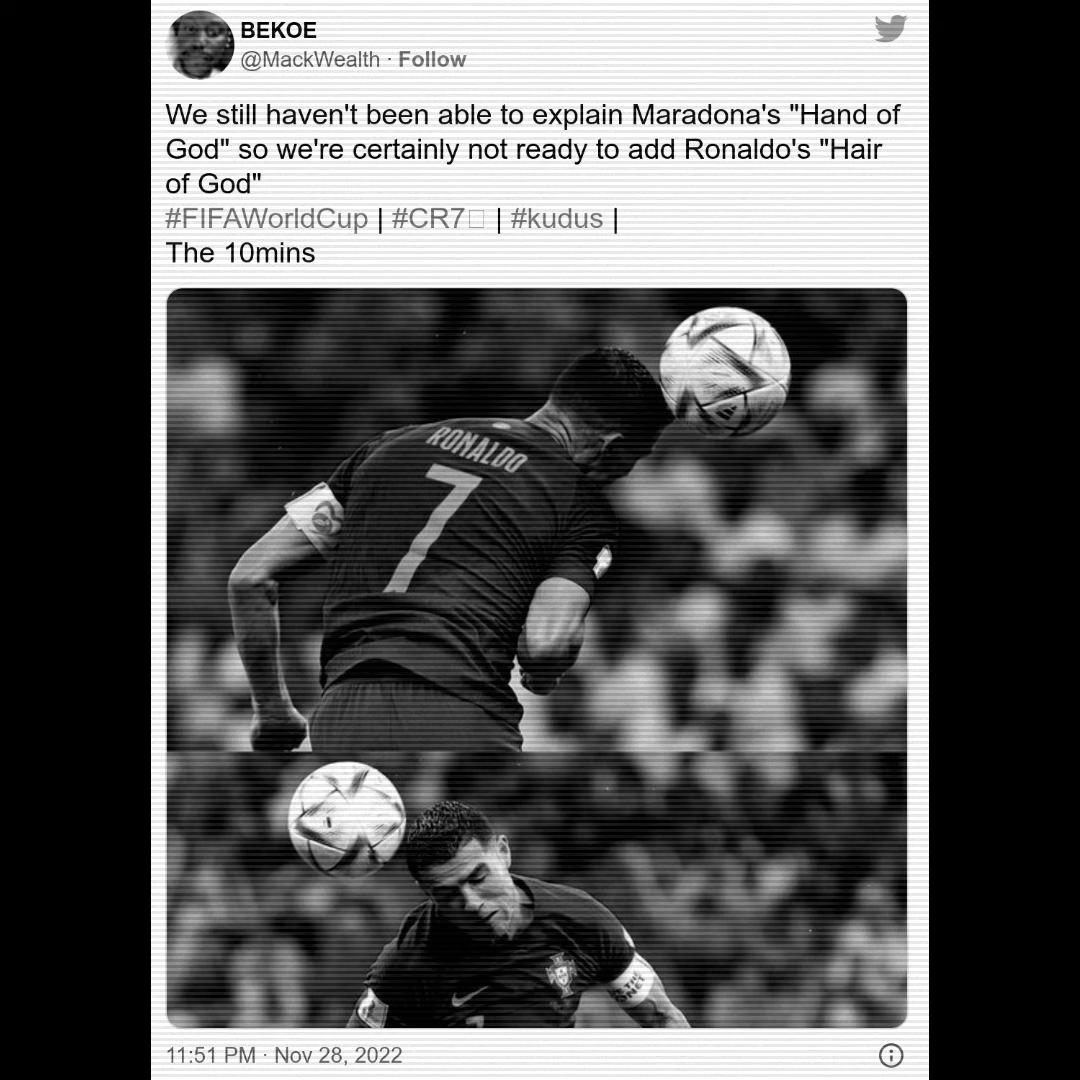 BEKOE
@MackWealth · Follow
We still haven't been able to explain Maradona's "Hand of
God" so we're certainly not ready to add Ronaldo's "Hair
of God"
#FIFAWorldCup | #CR7 | #kudus |
The 10mins
RONALDO
7
7
11:51 PM · Nov 28, 2022